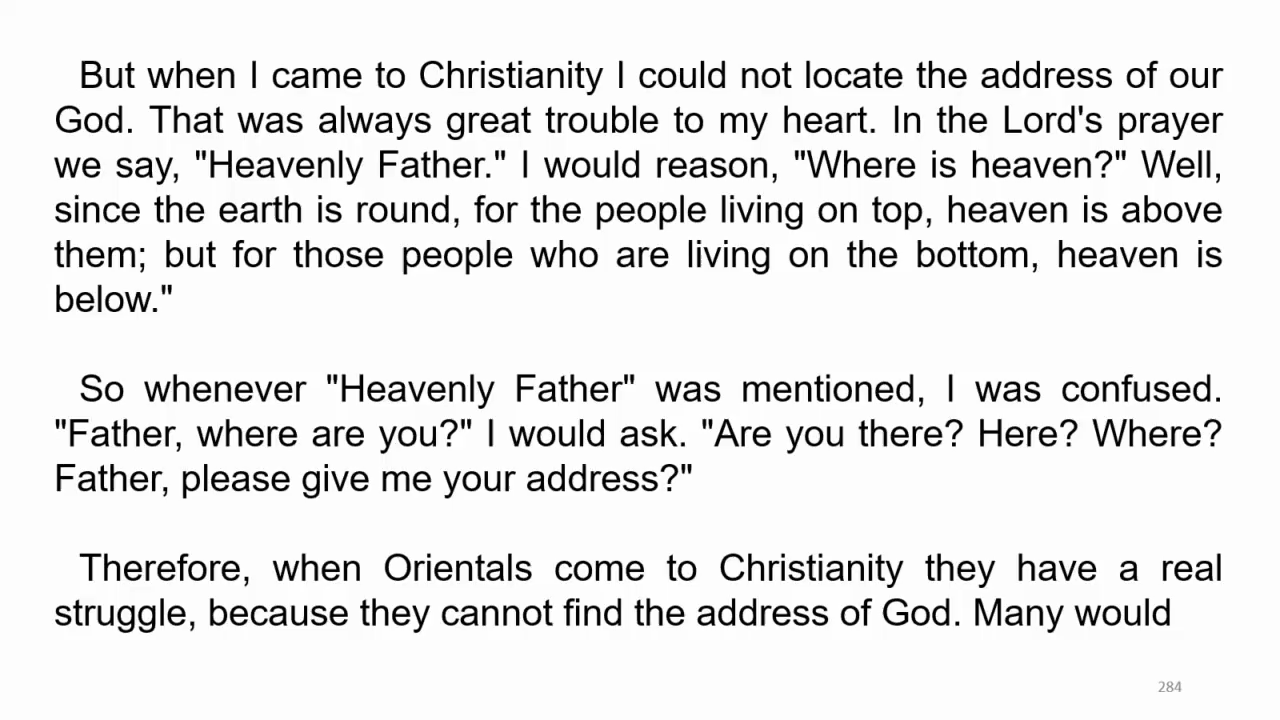 But when I came to Christianity I could not locate the address of our
God. That was always great trouble to my heart. In the Lord's prayer
we say, "Heavenly Father." I would reason, "Where is heaven?" Well,
since the earth is round, for the people living on top, heaven is above
them; but for those people who are living on the bottom, heaven is
below."
So whenever "Heavenly Father" was mentioned, I was confused.
"Father, where are you?" I would ask. "Are you there? Here? Where?
Father, please give me your address?"
Therefore, when Orientals come to Christianity they have a real
struggle, because they cannot find the address of God. Many would
284